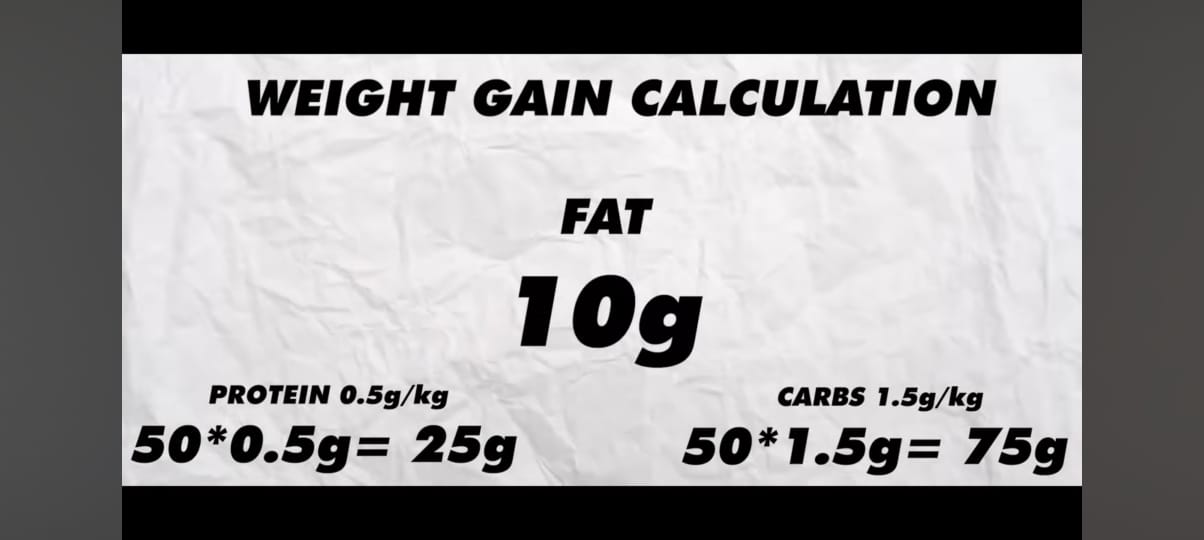 WEIGHT GAIN CALCULATION
FAT
10g
PROTEIN 0.5g/kg
50*0.5g= 25g
CARBS 1.5g/kg
50*1.5g= 75g